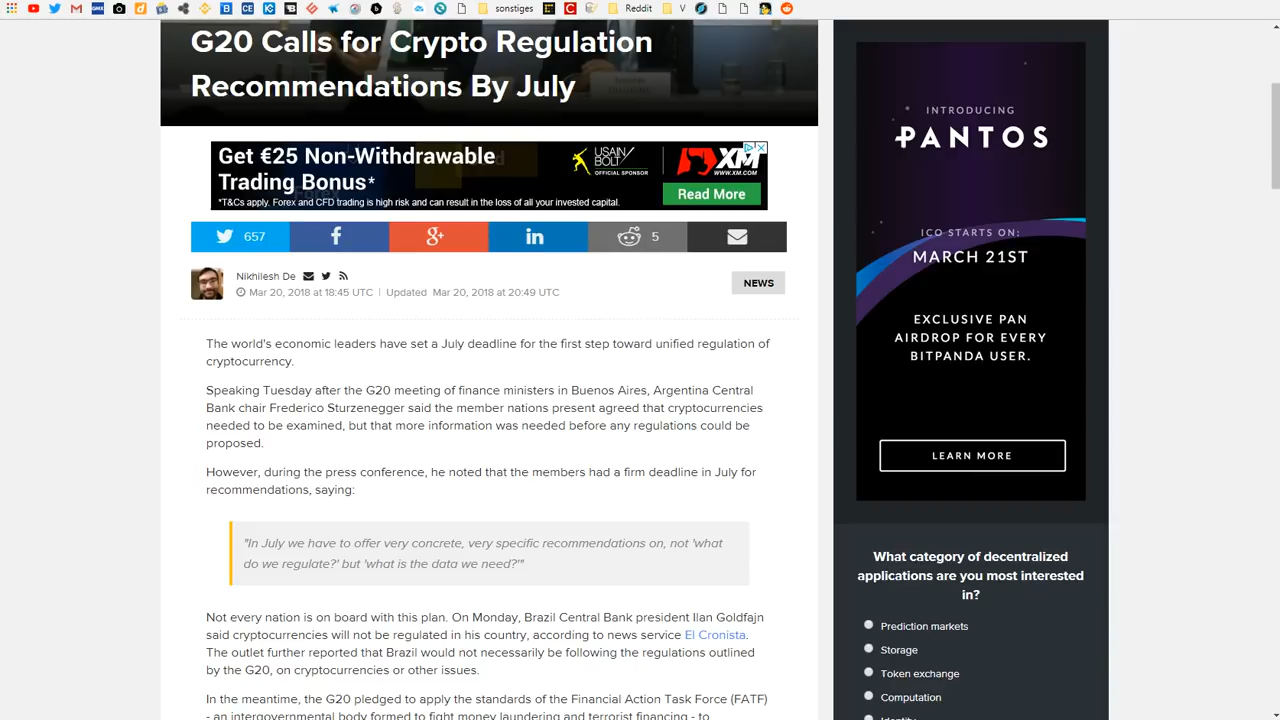 sonstiges
Reddit
V
G20 Calls for Crypto Regulation
Recommendations By July
Get €25 Non-Withdrawable
Trading Bonus*
*T&Cs apply. Forex and CFD trading is high risk and can result in the loss of all your invested capital.
USAIN
BOLT
OFFICIAL SPONSOR
XM
WWW.XM.COM
Read More
657
5
Nikhilesh De
Mar 20, 2018 at 18:45 UTC | Updated Mar 20, 2018 at 20:49 UTC
NEWS
The world's economic leaders have set a July deadline for the first step toward unified regulation of
cryptocurrency.
Speaking Tuesday after the G20 meeting of finance ministers in Buenos Aires, Argentina Central
Bank chair Frederico Sturzenegger said the member nations present agreed that cryptocurrencies
needed to be examined, but that more information was needed before any regulations could be
proposed.
However, during the press conference, he noted that the members had a firm deadline in July for
recommendations, saying:
"In July we have to offer very concrete, very specific recommendations on, not 'what
do we regulate?' but 'what is the data we need?'"
Not every nation is on board with this plan. On Monday, Brazil Central Bank president Ilan Goldfajn
said cryptocurrencies will not be regulated in his country, according to news service El Cronista.
The outlet further reported that Brazil would not necessarily be following the regulations outlined
by the G20, on cryptocurrencies or other issues.
In the meantime, the G20 pledged to apply the standards of the Financial Action Task Force (FATF)
- an intergovernmental body formed to fight money laundering and terrorist financing - to
INTRODUCING
PANTOS
ICO STARTS ON:
MARCH 21ST
EXCLUSIVE PAN
AIRDROP FOR EVERY
BITPANDA USER.
LEARN MORE
What category of decentralized
applications are you most interested
in?
Prediction markets
Storage
Token exchange
Computation